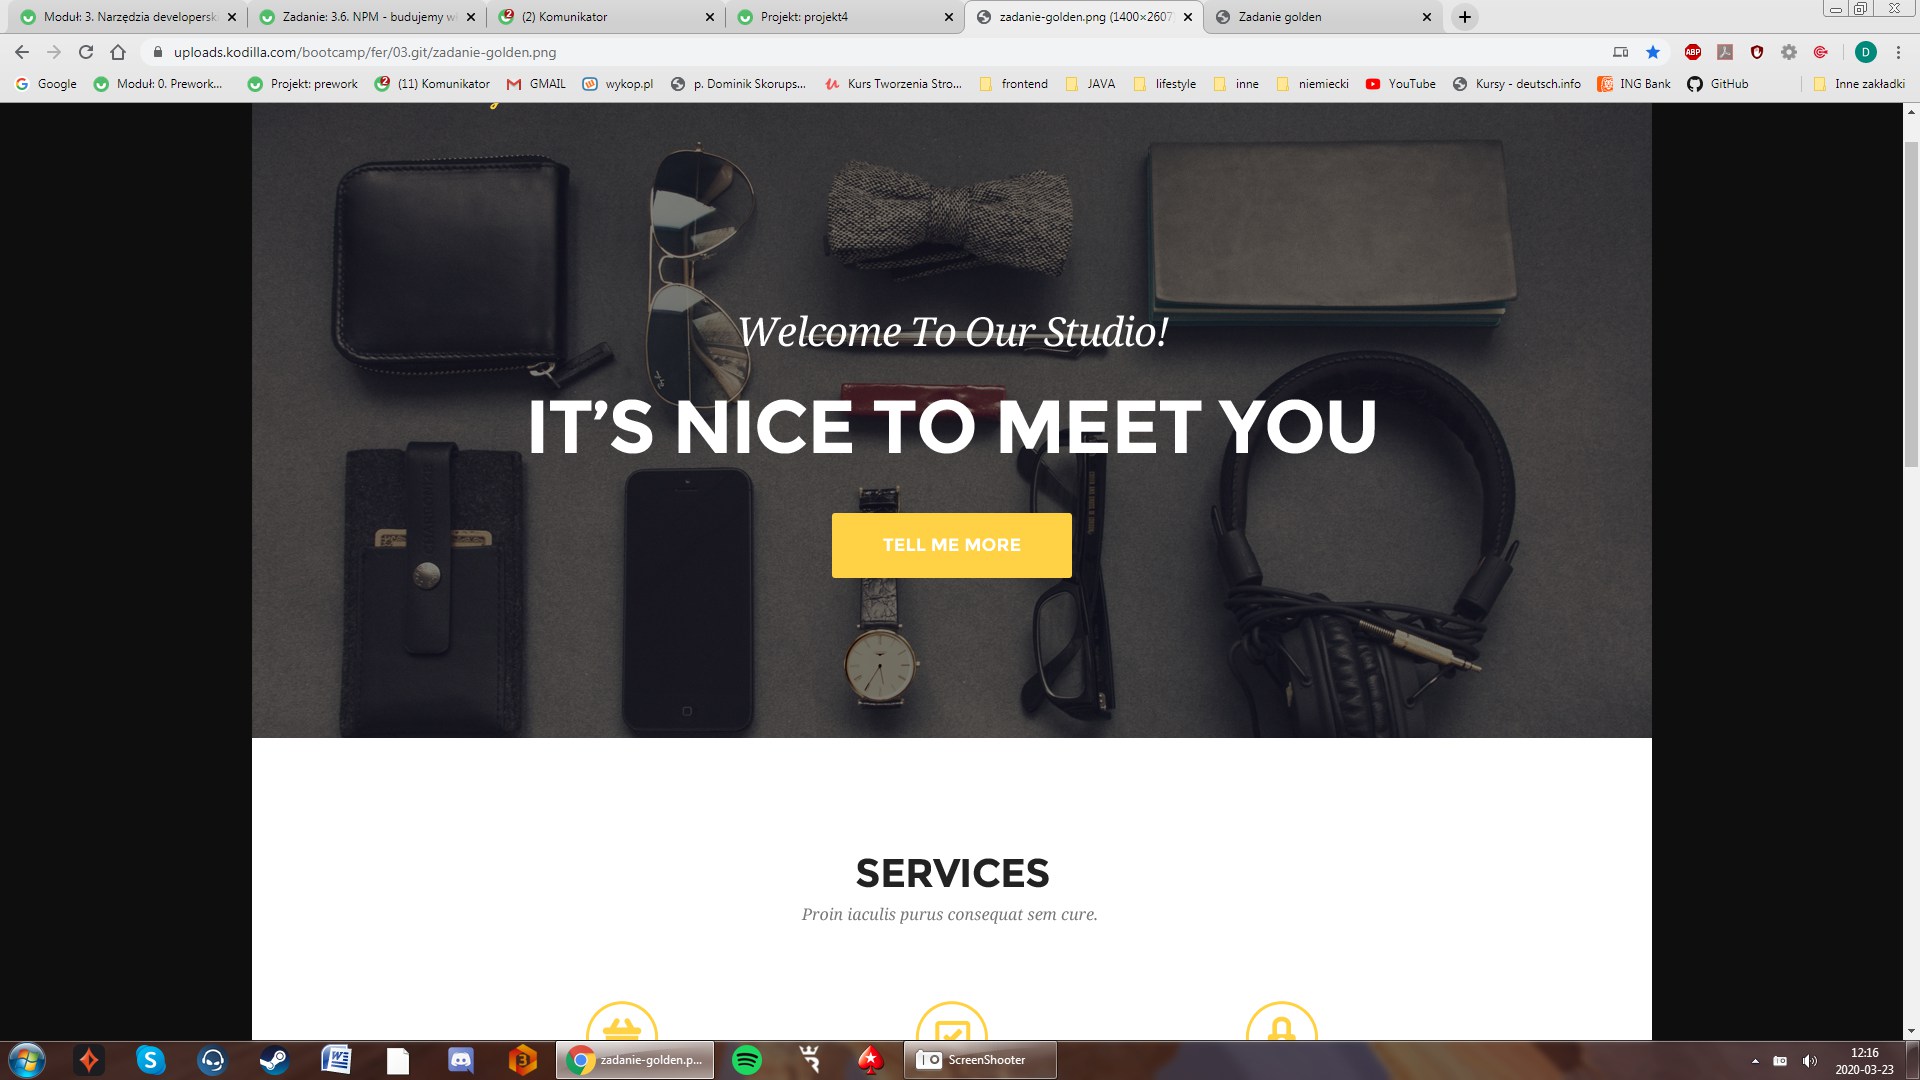 Moduł: 3. Narzędzia developersk
Zadanie: 3.6. NPM - budujemy wł
(2) Komunikator
Projekt: projekt4
zadanie-golden.png (1400×2607
Zadanie golden
uploads.kodilla.com/bootcamp/fer/03.git/zadanie-golden.png
ABP
D
Google
Moduł: 0. Prework...
Projekt: prework
(11) Komunikator
GMAIL
wykop.pl
p. Dominik Skorups...
Kurs Tworzenia Stro...
frontend
JAVA
lifestyle
inne
niemiecki
YouTube
Kursy - deutsch.info
ING Bank
GitHub
Inne zakładki
Welcome To Our Studio!
IT'S NICE TO MEET YOU
TELL ME MORE
SERVICES
Proin iaculis purus consequat sem cure.
zadanie-golden.p...
ScreenShooter
12:16
2020-03-23